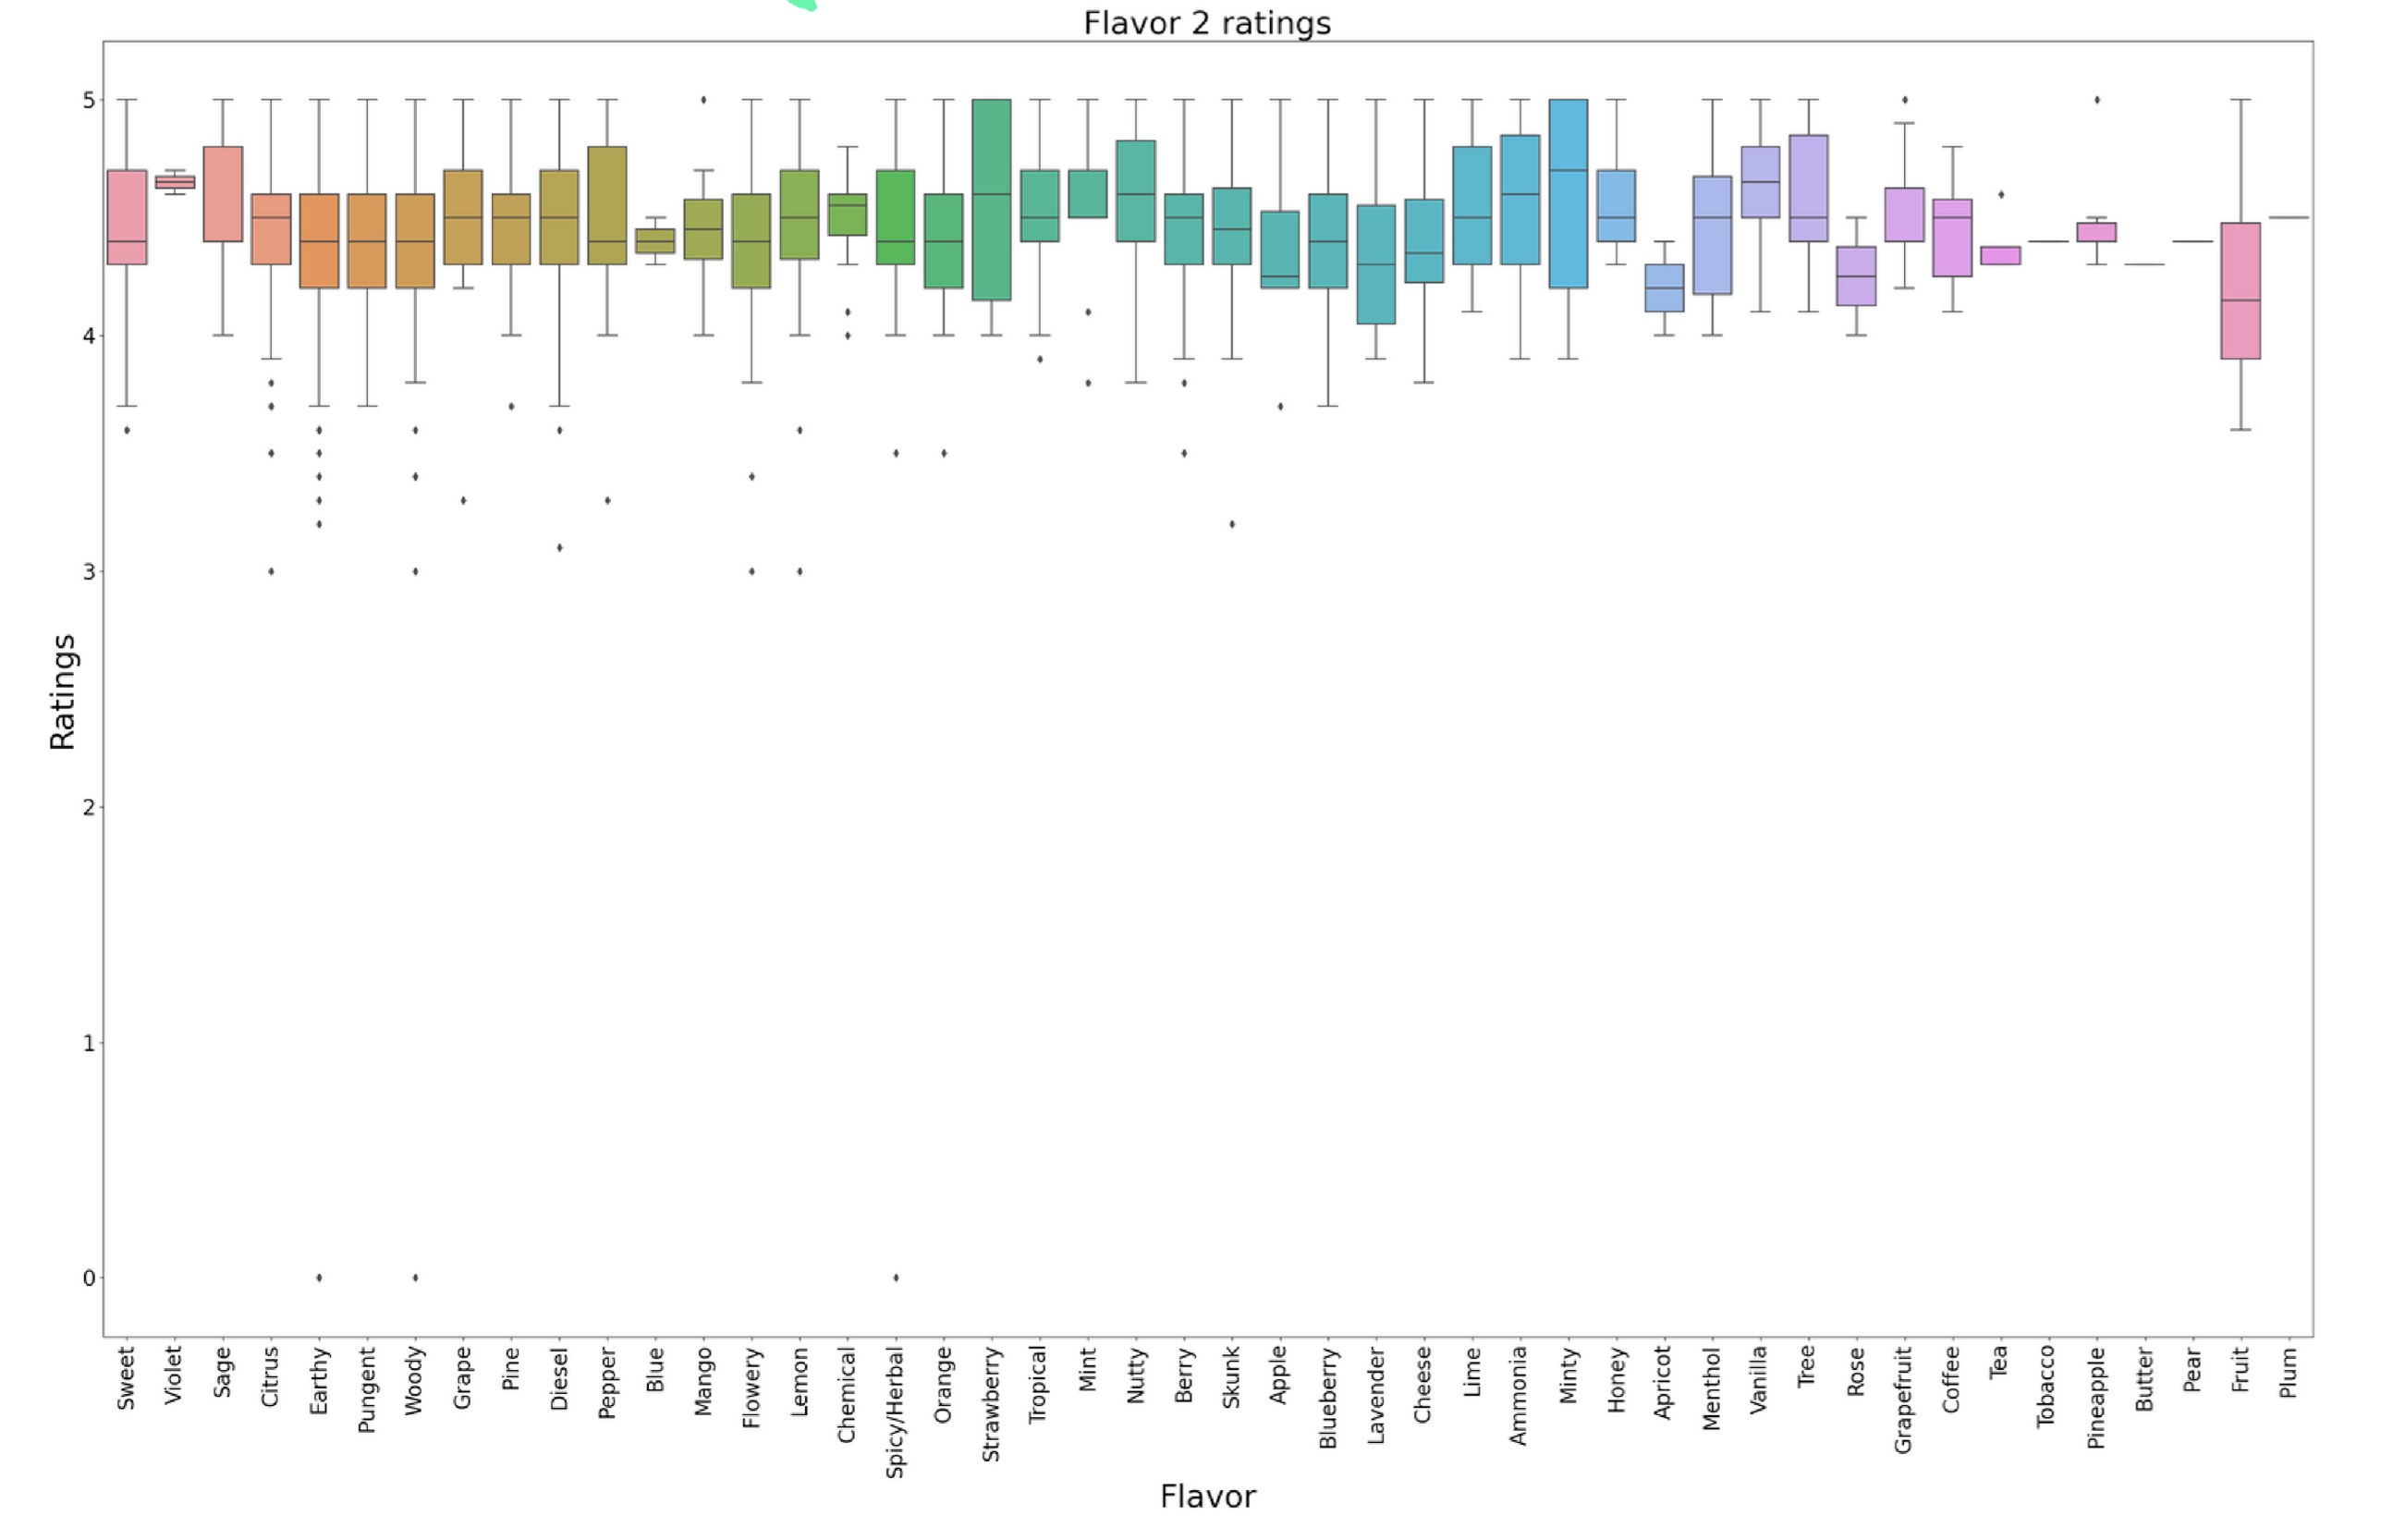 Flavor 2 ratings
5
4
3
2
1
0
Ratings
Sweet
Violet
Sage
Citrus
Earthy
Pungent
Woody
Grape
Pine
Diesel
Pepper
Blue
Mango
Flowery
Lemon
Chemical
Spicy/Herbal
Orange
Strawberry
Tropical
Mint
Nutty
Berry
Skunk
Apple
Blueberry
Lavender
Cheese
Lime
Ammonia
Minty
Honey
Apricot
Menthol
Vanilla
Tree
Rose
Grapefruit
Coffee
Tea
Tobacco
Pineapple
Butter
Pear
Fruit
Plum
Flavor